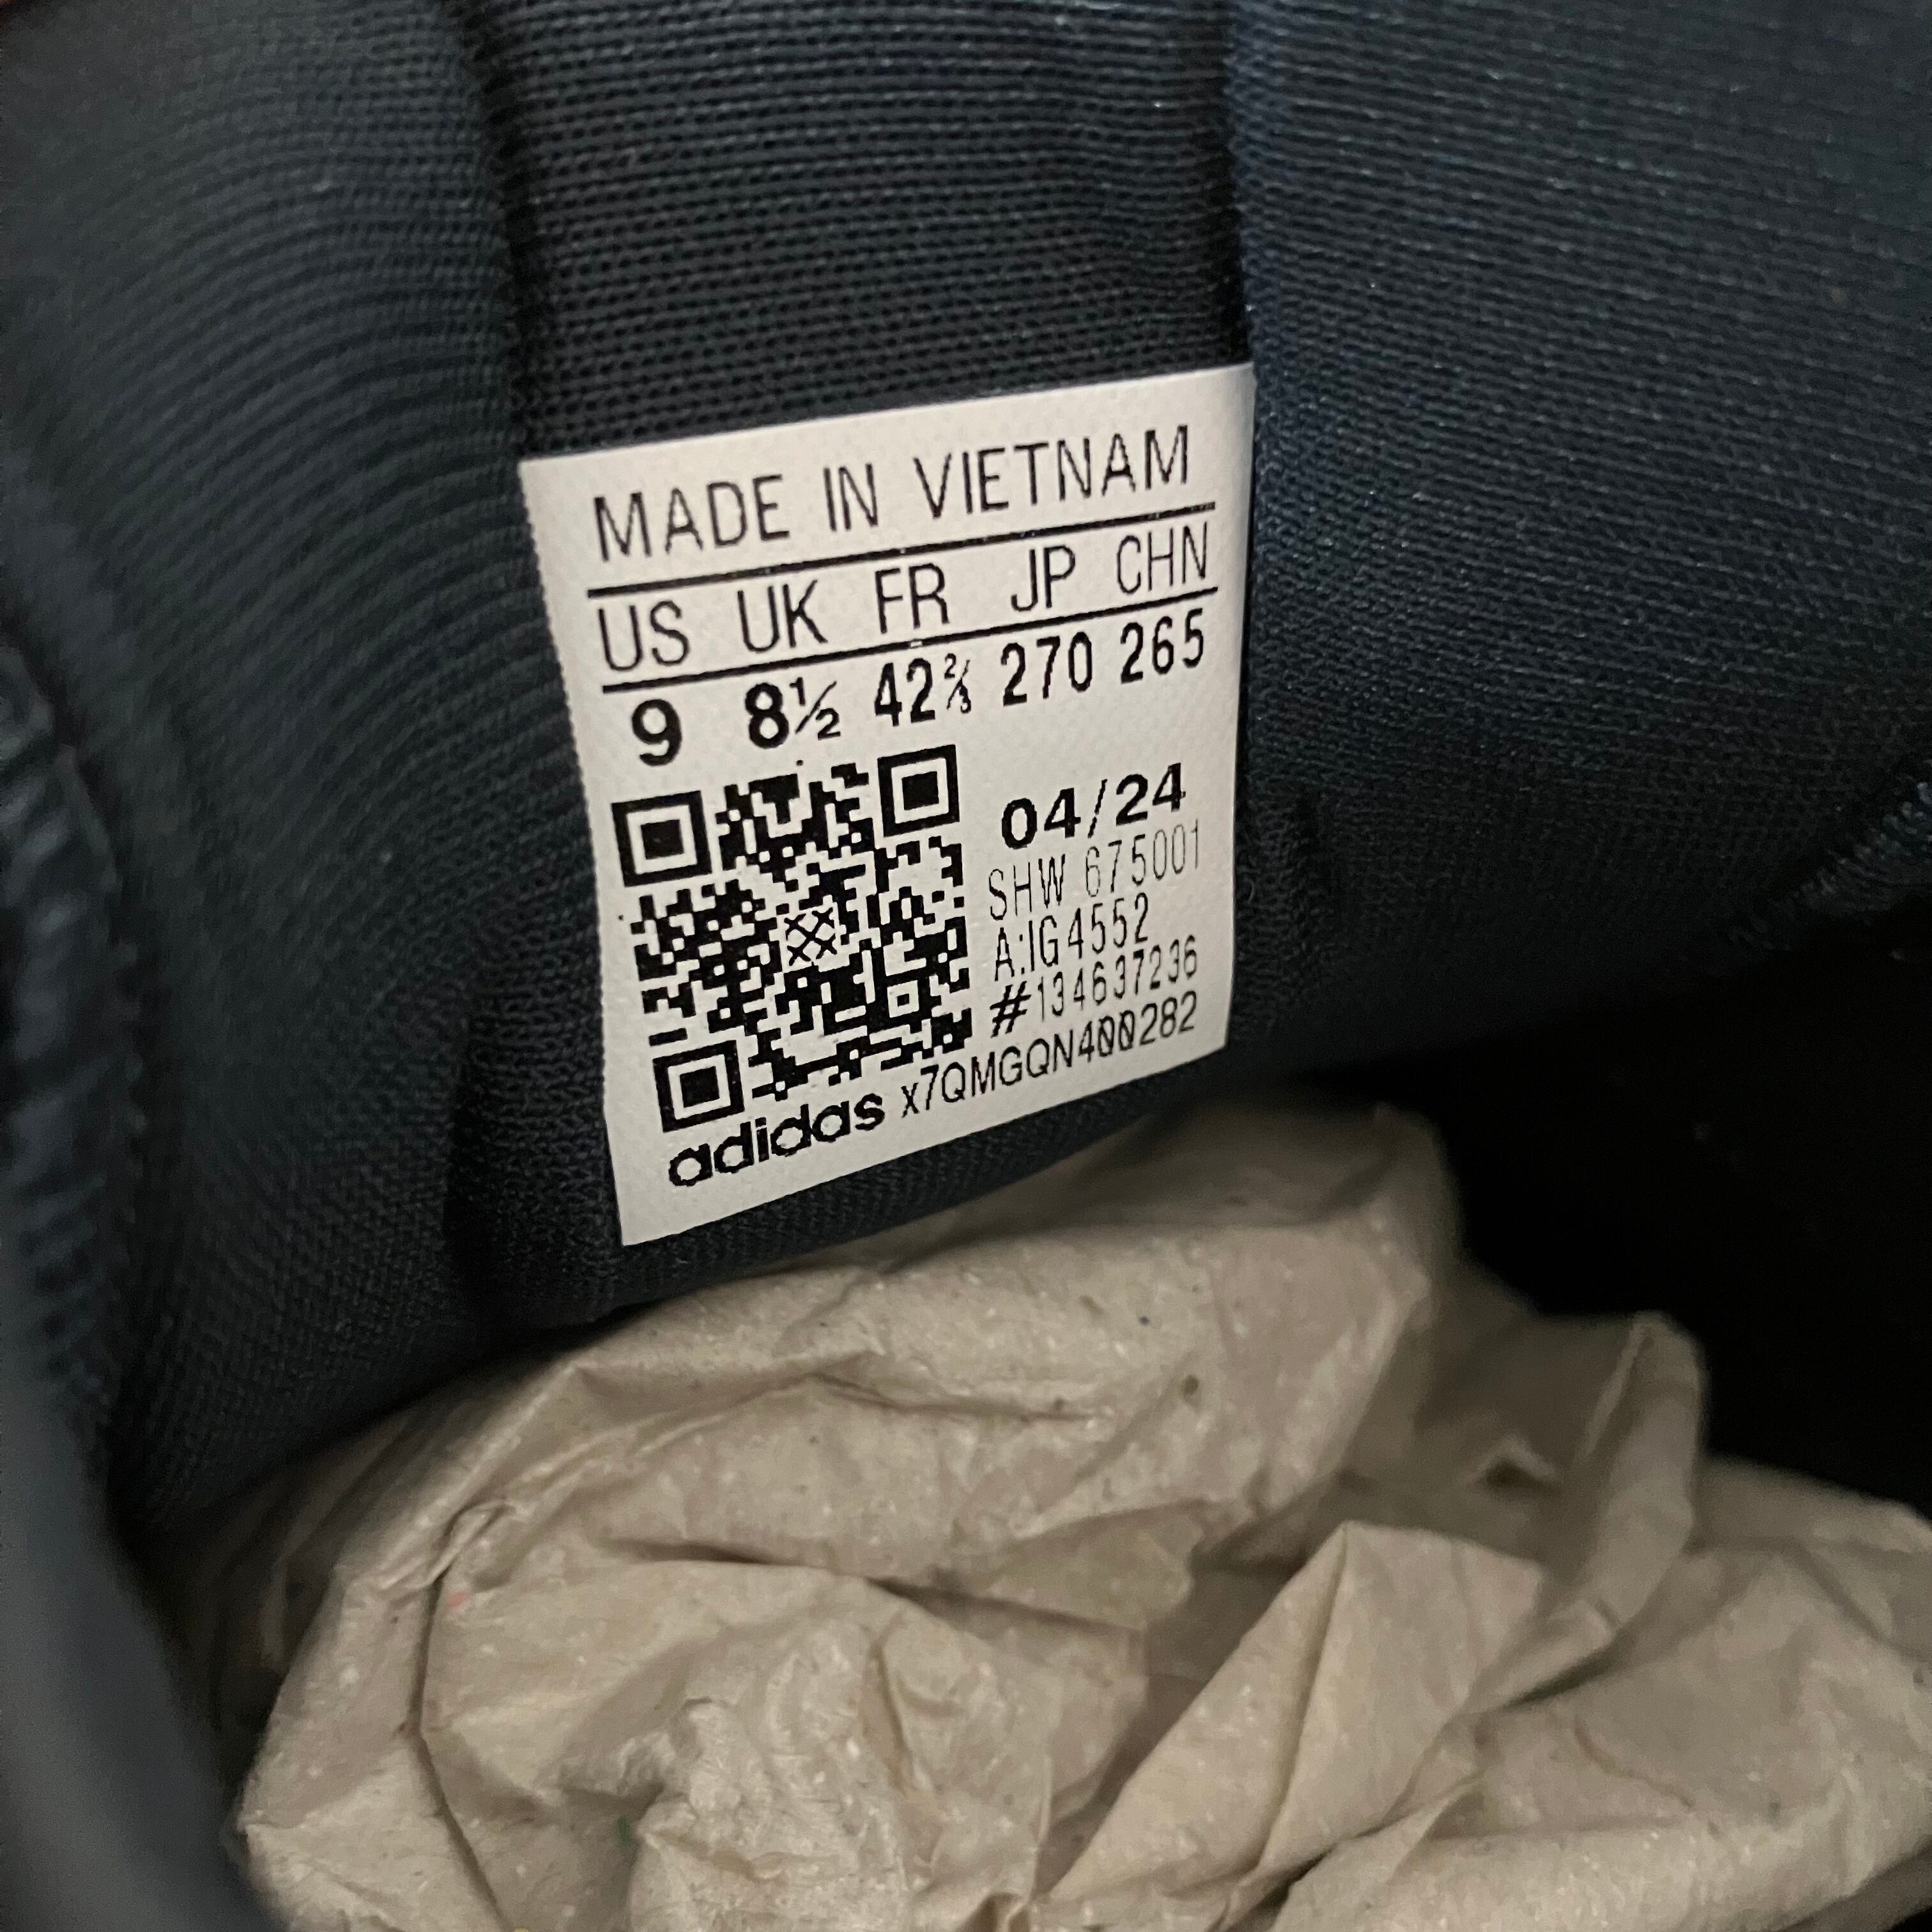 MADE IN VIETNAM
US UK FR JP CHN
9 8½ 42⅔ 270 265
04/24
SHW 675001
A:IG4552
#134637236
adidas x7QMGQN400282